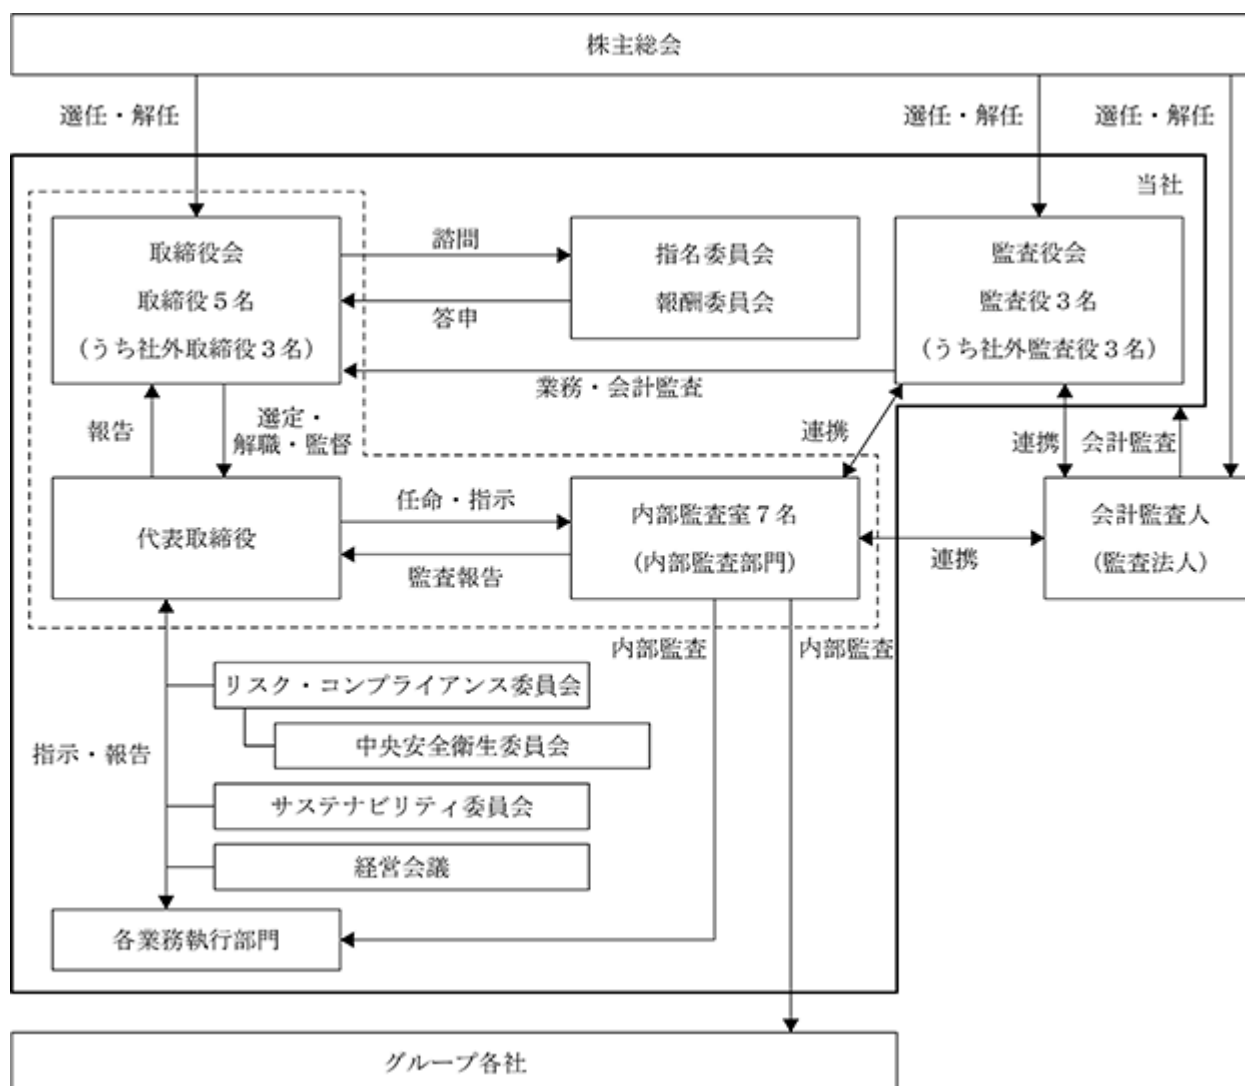 株主総会
選任・解任
選任・解任
選任・解任
当社
取締役会
取締役５名
（うち社外取締役３名）
諮問
答申
指名委員会
報酬委員会
監査役会
監査役３名
（うち社外監査役３名）
業務・会計監査
報告
選定・
解職・監督
連携
連携
会計監査
代表取締役
任命・指示
監査報告
内部監査室７名
（内部監査部門）
連携
会計監査人
（監査法人）
内部監査
内部監査
指示・報告
リスク・コンプライアンス委員会
中央安全衛生委員会
サステナビリティ委員会
経営会議
各業務執行部門
グループ各社